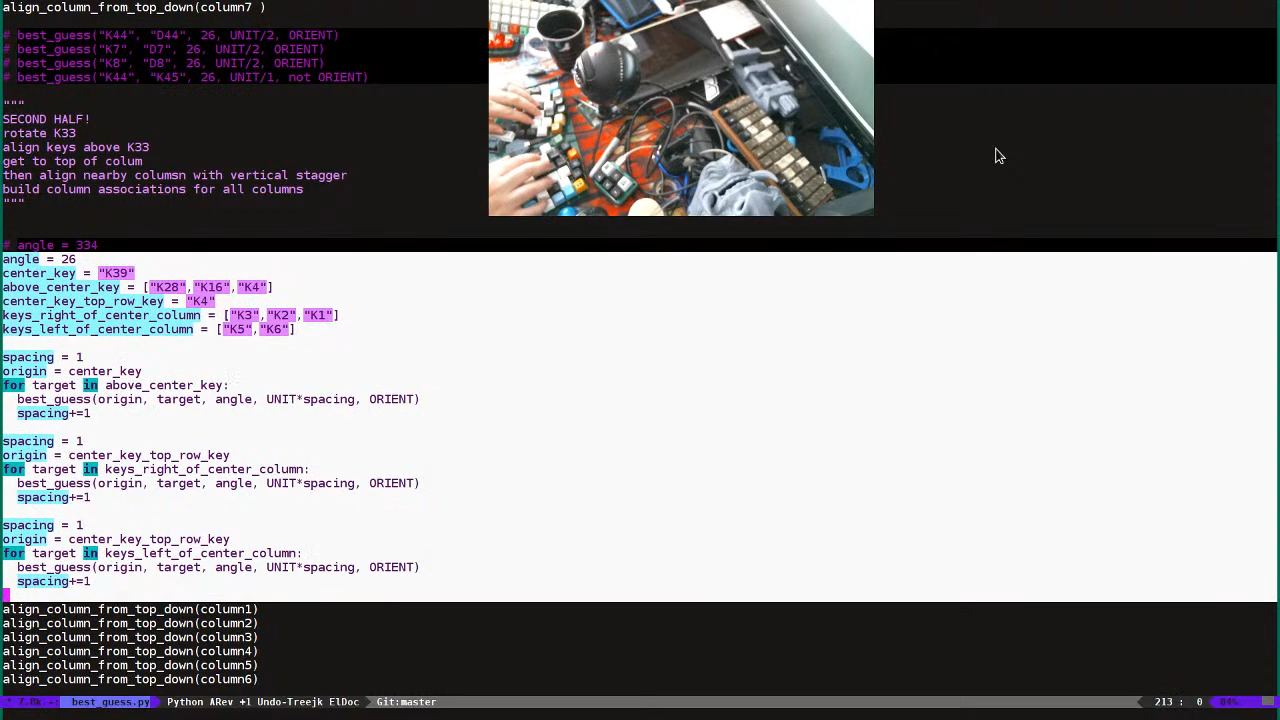 align_column_from_top_down(column7 )
# best_guess("K44", "D44", 26, UNIT/2, ORIENT)
# best_guess("K7", "D7", 26, UNIT/2, ORIENT)
# best_guess("K8", "D8", 26, UNIT/2, ORIENT)
# best_guess("K44", "K45", 26, UNIT/1, not ORIENT)
"""
SECOND HALF!
rotate K33
align keys above K33
get to top of colum
then align nearby columsn with vertical stagger
build column associations for all columns
"""
# angle = 334
angle = 26
center_key = "K39"
above_center_key = ["K28","K16","K4"]
center_key_top_row_key = "K4"
keys_right_of_center_column = ["K3","K2","K1"]
keys_left_of_center_column = ["K5","K6"]
spacing = 1
origin = center_key
for target in above_center_key:
best_guess(origin, target, angle, UNIT*spacing, ORIENT)
spacing+=1
spacing = 1
origin = center_key_top_row_key
for target in keys_right_of_center_column:
best_guess(origin, target, angle, UNIT*spacing, ORIENT)
spacing+=1
spacing = 1
origin = center_key_top_row_key
for target in keys_left_of_center_column:
best_guess(origin, target, angle, UNIT*spacing, ORIENT)
spacing+=1
align_column_from_top_down(column1)
align_column_from_top_down(column2)
align_column_from_top_down(column3)
align_column_from_top_down(column4)
align_column_from_top_down(column5)
align_column_from_top_down(column6)
* 7.8k best_guess.py Python ARev +1 Undo-Treejk ElDoc Git:master 213 : 0 84%